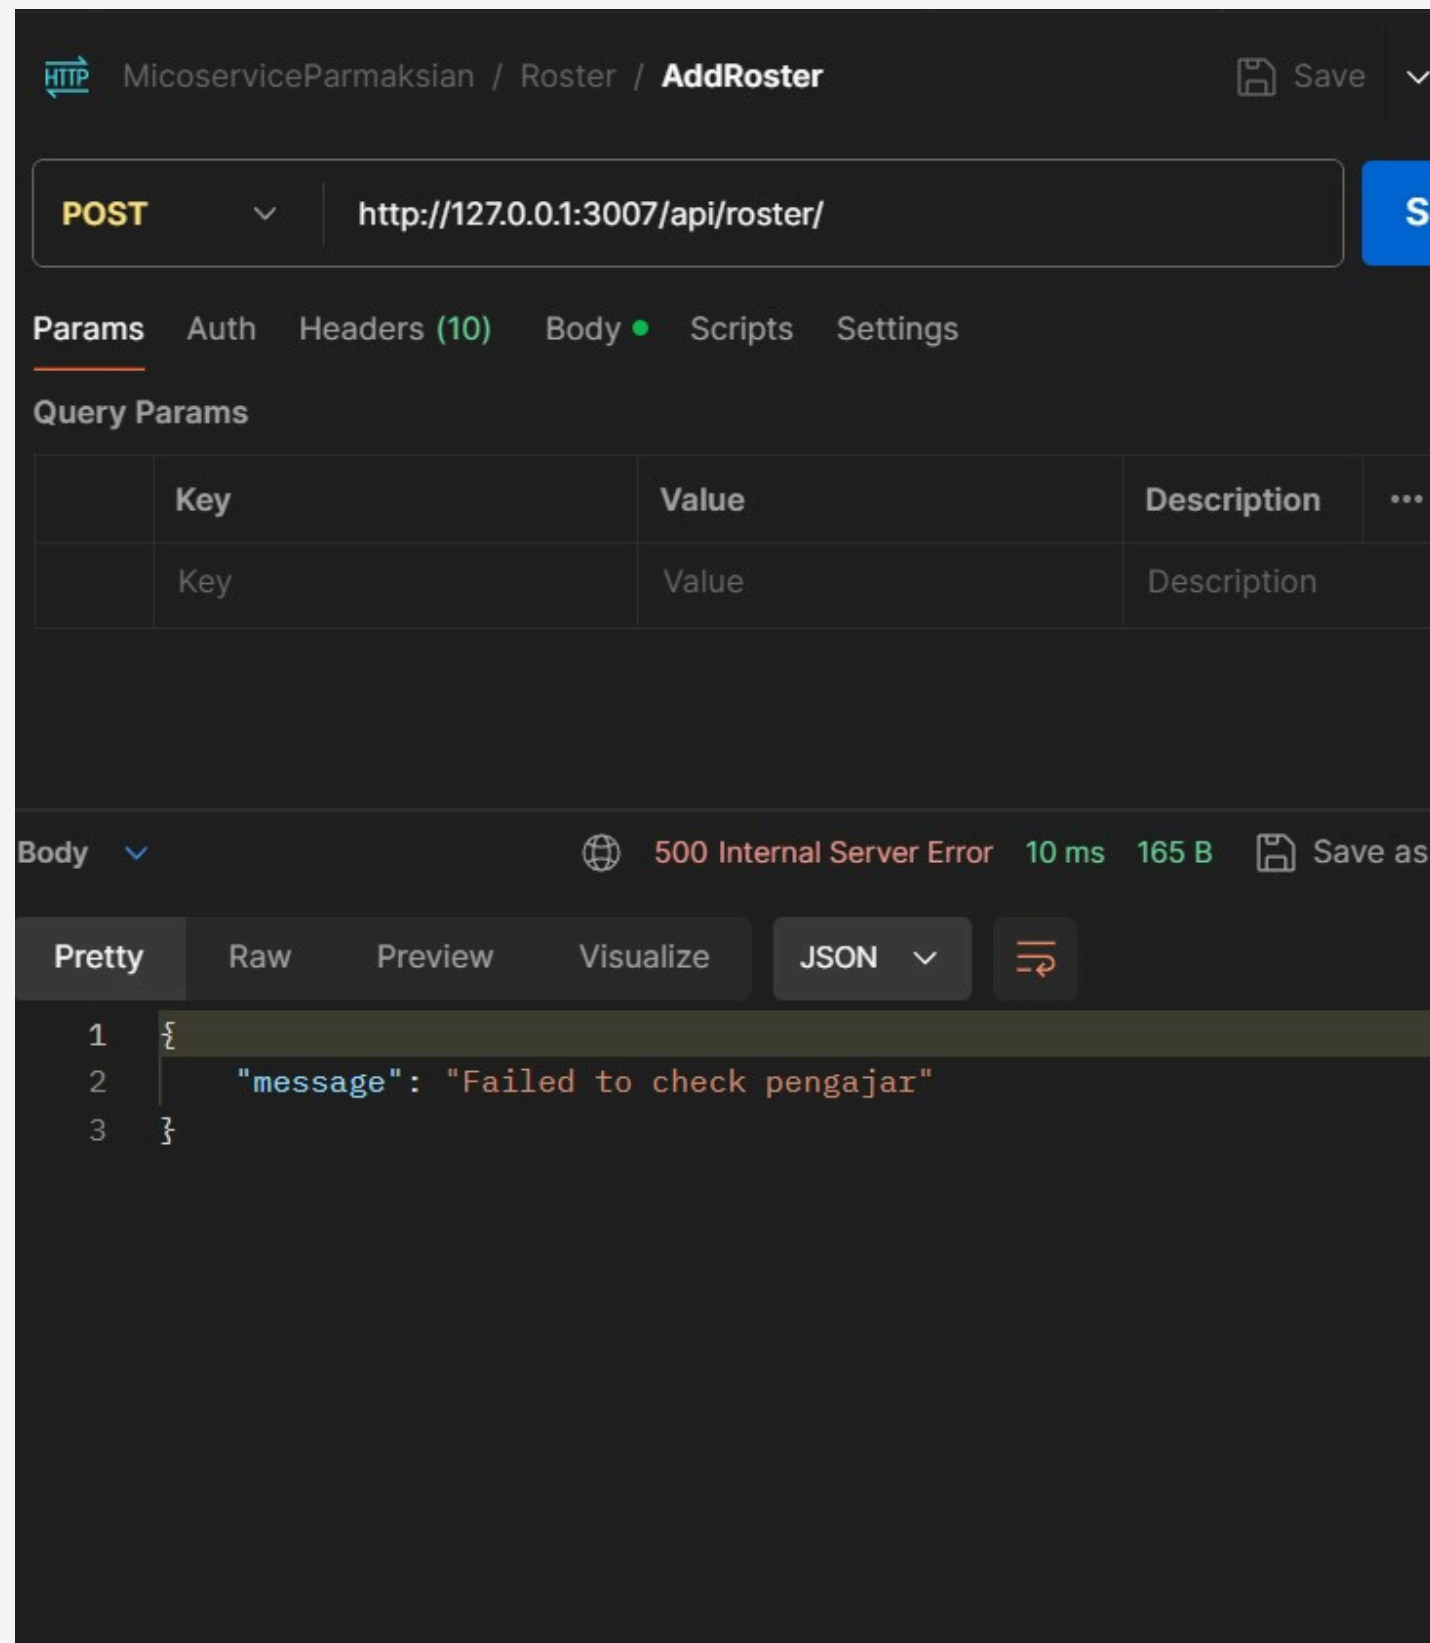 HTTP MicoserviceParmaksian / Roster / AddRoster Save
POST http://127.0.0.1:3007/api/roster/ S
Params Auth Headers (10) Body Scripts Settings
Query Params
Key Value Description
Key Value Description
Body 500 Internal Server Error 10 ms 165 B Save as
Pretty Raw Preview Visualize JSON
1 {
2 "message": "Failed to check pengajar"
3 }